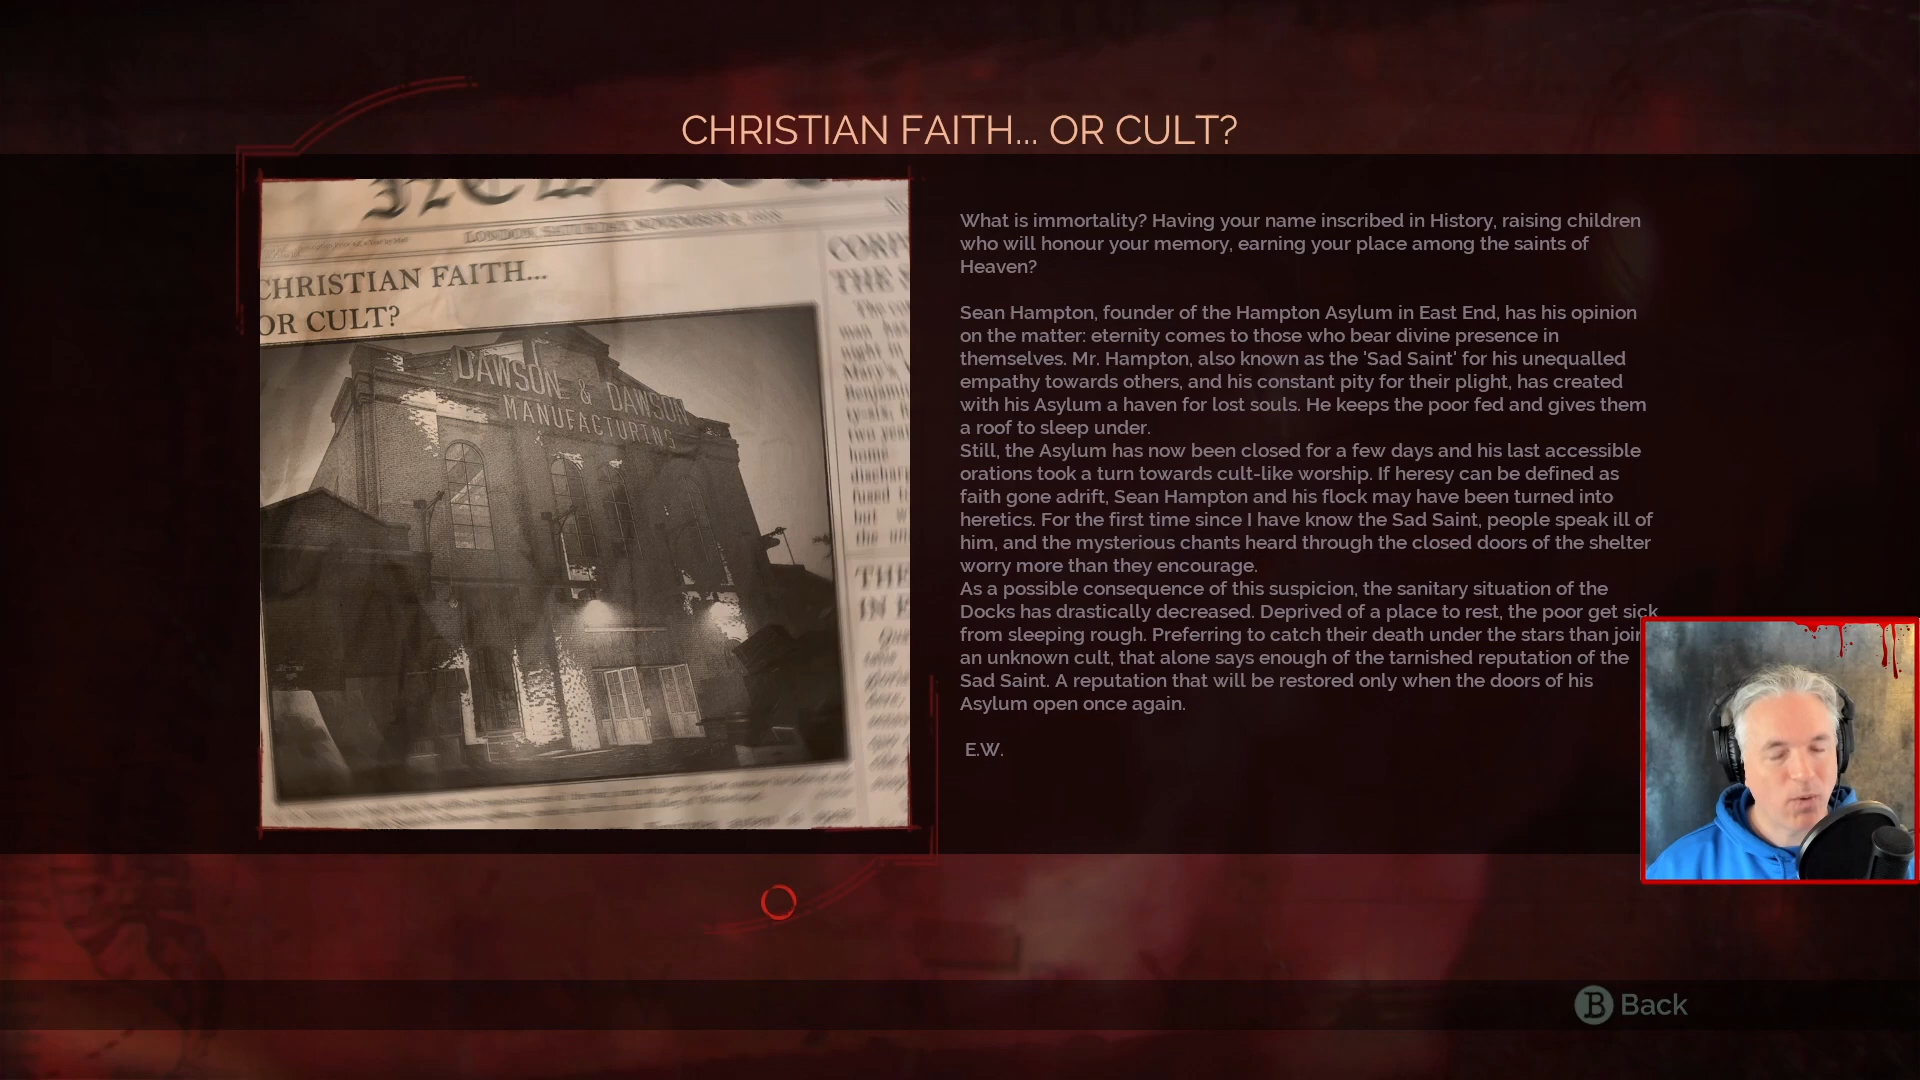 CHRISTIAN FAITH... OR CULT?
LONDON, SATURDAY, NOVEMBER
CHRISTIAN FAITH...
OR CULT?
DAWSON & DAWSON
MANUFACTURING
What is immortality? Having your name inscribed in History, raising children
who will honour your memory, earning your place among the saints of
Heaven?
Sean Hampton, founder of the Hampton Asylum in East End, has his opinion
on the matter: eternity comes to those who bear divine presence in
themselves. Mr. Hampton, also known as the 'Sad Saint' for his unequalled
empathy towards others, and his constant pity for their plight, has created
with his Asylum a haven for lost souls. He keeps the poor fed and gives them
a roof to sleep under.
Still, the Asylum has now been closed for a few days and his last accessible
orations took a turn towards cult-like worship. If heresy can be defined as
faith gone adrift, Sean Hampton and his flock may have been turned into
heretics. For the first time since I have know the Sad Saint, people speak ill of
him, and the mysterious chants heard through the closed doors of the shelter
worry more than they encourage.
As a possible consequence of this suspicion, the sanitary situation of the
Docks has drastically decreased. Deprived of a place to rest, the poor get sick
from sleeping rough. Preferring to catch their death under the stars than join
an unknown cult, that alone says enough of the tarnished reputation of the
Sad Saint. A reputation that will be restored only when the doors of his
Asylum open once again.
E.W.
B Back